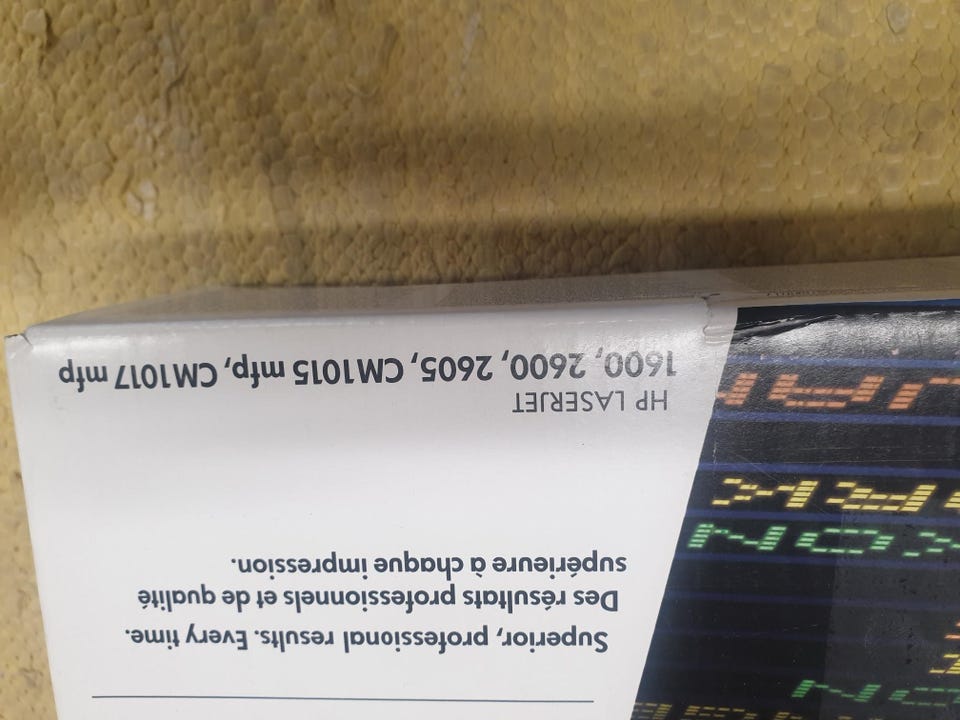 Superior, professional results. Every time.
Des résultats professionnels et de qualité
supérieure à chaque impression.
HP LASERJET
1600, 2600, 2605, CM1015 mfp, CM1017 mfp